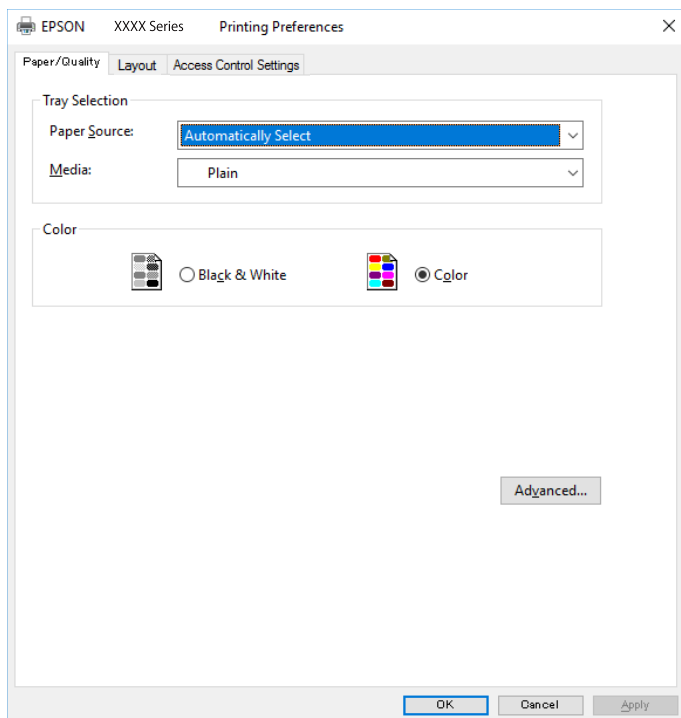 EPSON XXXX Series Printing Preferences
Paper/Quality Layout Access Control Settings
Tray Selection
Paper Source: Automatically Select
Media: Plain
Color
Black & White Color
Advanced...
OK Cancel Apply